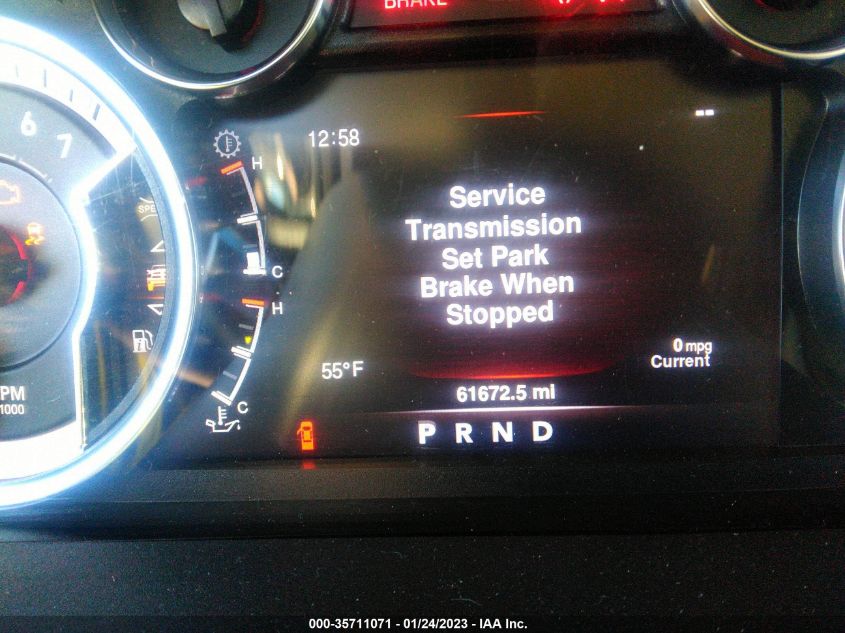 BRAKE
6
7
12:58
H
C
H
C
Service
Transmission
Set Park
Brake When
Stopped
0 mpg
Current
55°F
61672.5 mi
P R N D
1000
000-35711071 - 01/24/2023 - IAA Inc.